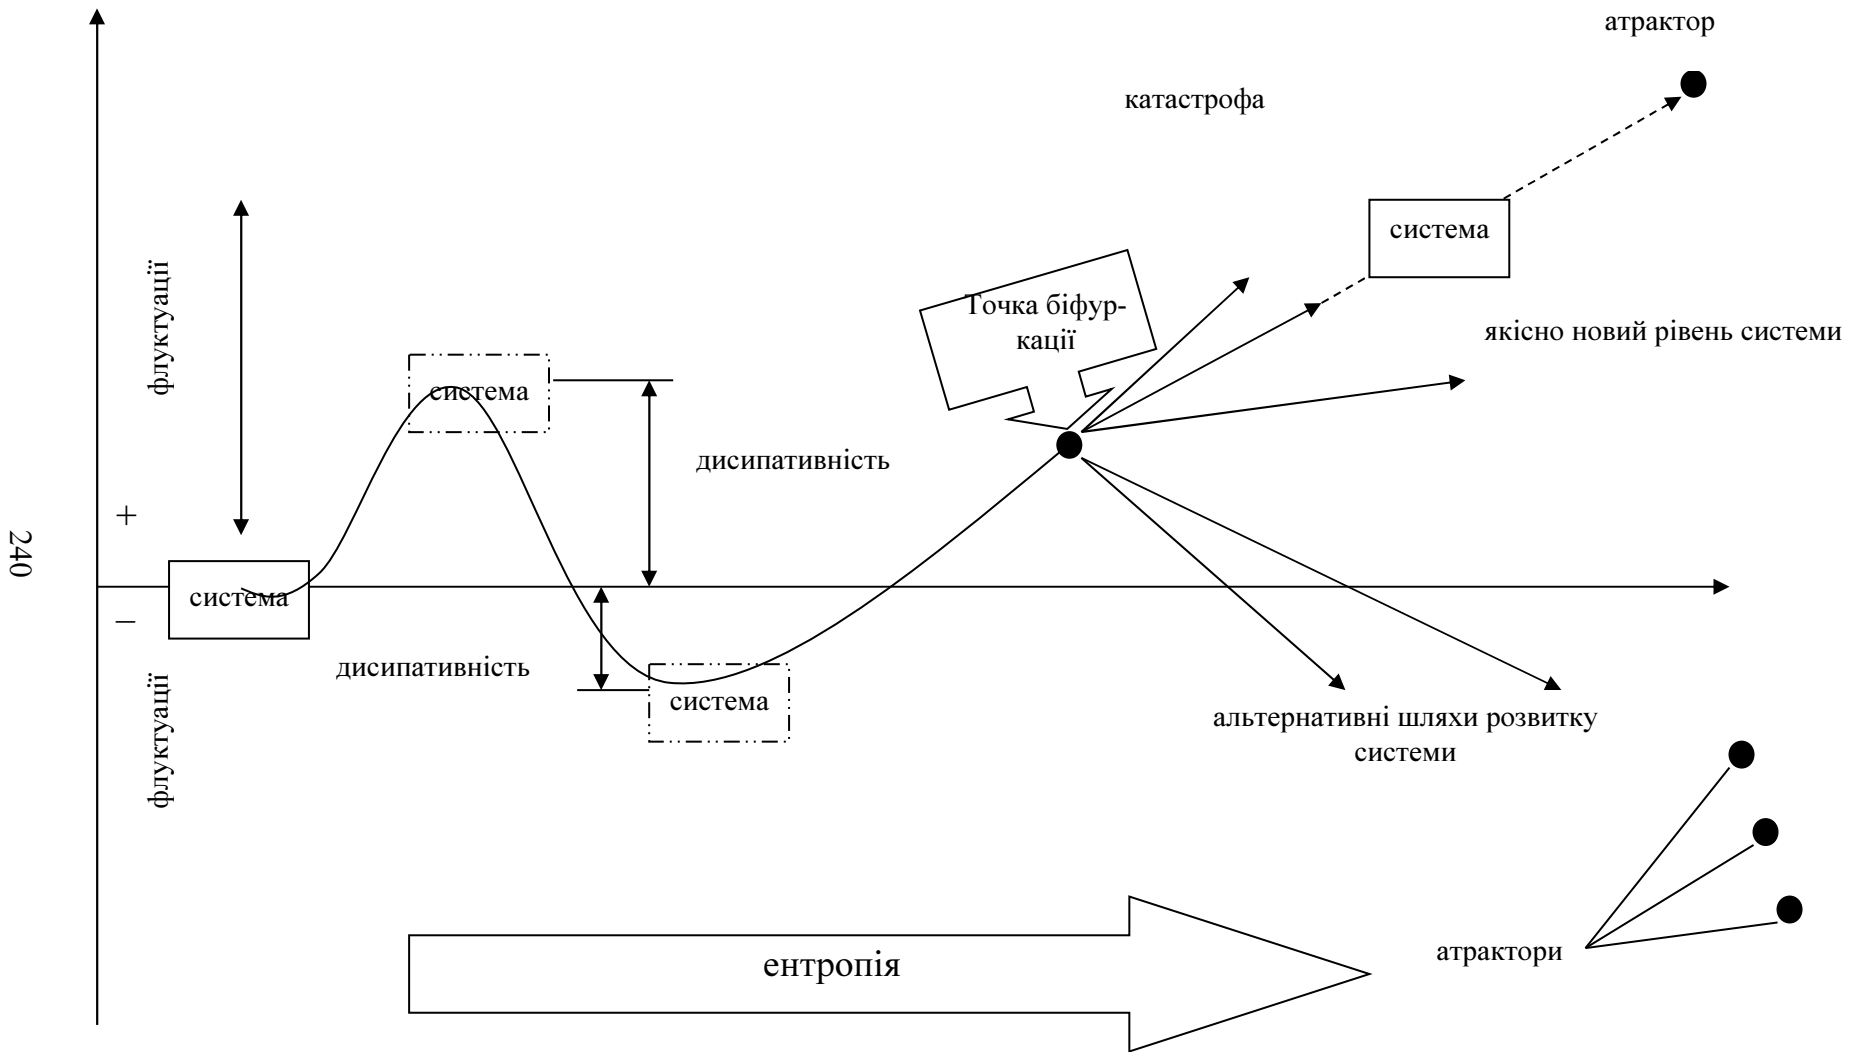 атрактор
катастрофа
система
флуктуації
Точка біфур-
кації
якісно новий рівень системи
система
дисипативність
+
240
система
–
дисипативність
система
флуктуації
альтернативні шляхи розвитку
системи
ентропія
атрактори